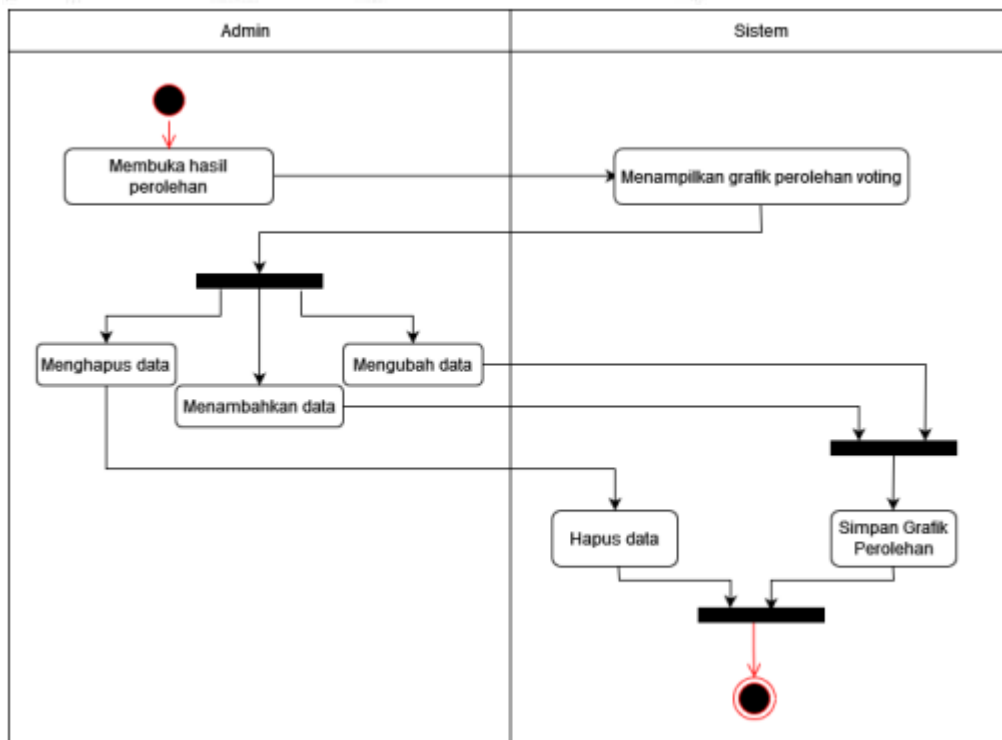 Admin
Sistem
Membuka hasil
perolehan
Menampilkan grafik perolehan voting
Menghapus data
Mengubah data
Menambahkan data
Hapus data
Simpan Grafik
Perolehan